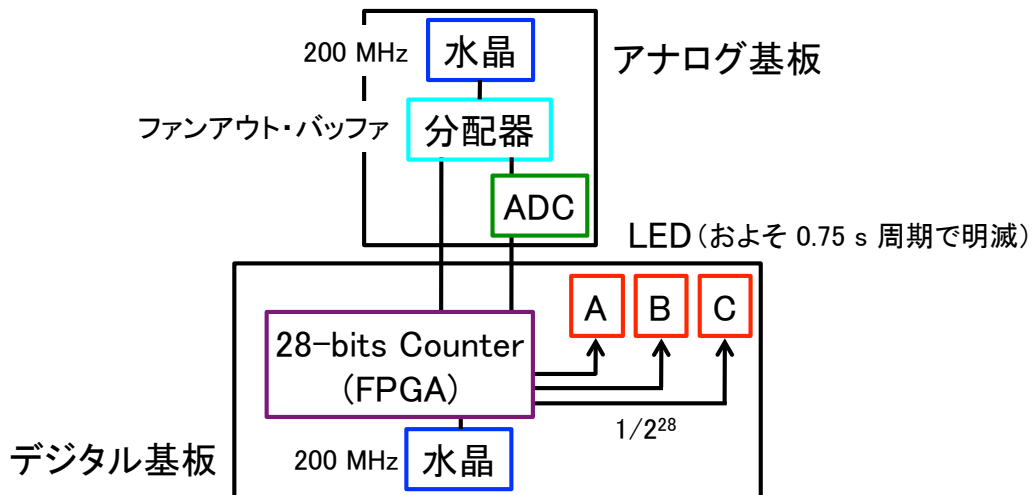 200 MHz
水晶
アナログ基板
ファンアウト・バッファ
分配器
ADC
LED（およそ 0.75 s 周期で明滅）
A
B
C
28-bits Counter
(FPGA)
1/2²⁸
デジタル基板
200 MHz
水晶